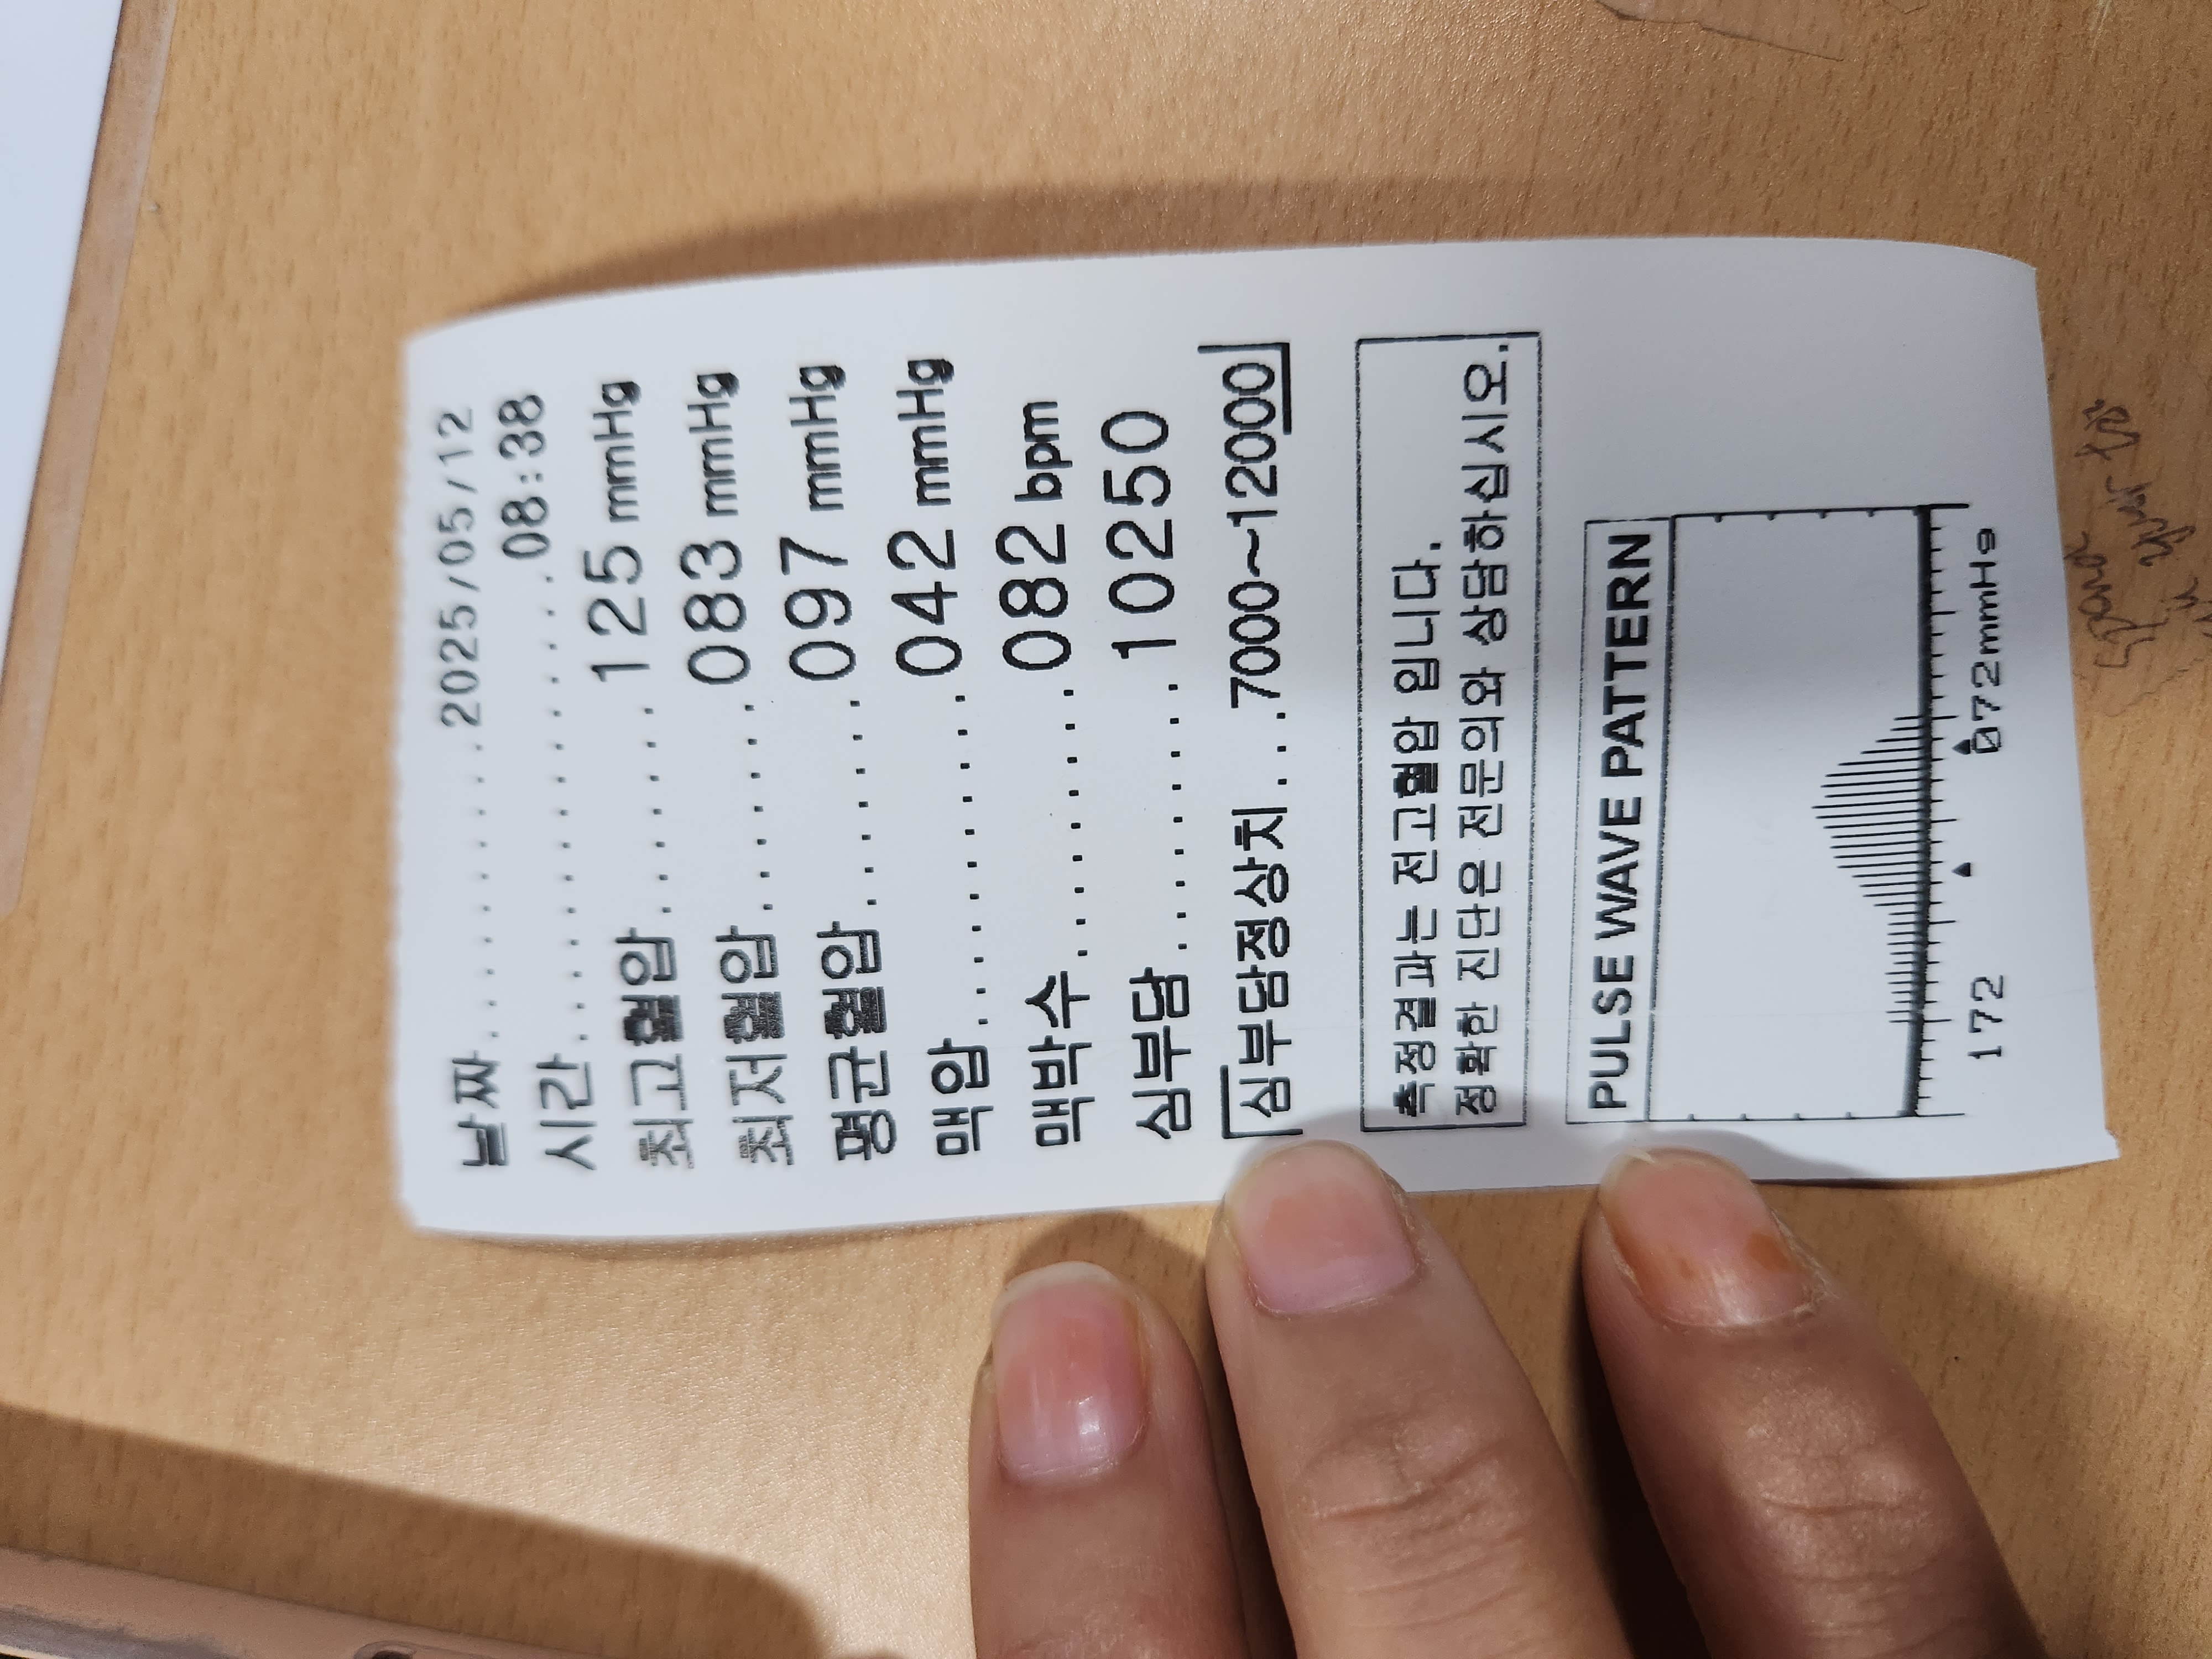 날짜..................2025/05/12
시간....................08:38
최고혈압..........125 mmHg
최저혈압..........083 mmHg
평균혈압..........097 mmHg
맥압..............042 mmHg
맥박수............082 bpm
심부담...........10250
[심부담정상치...7000~12000]
측정결과는 전고혈압 입니다.
정확한 진단은 전문의와 상담하십시오.
PULSE WAVE PATTERN
172 072mmHg